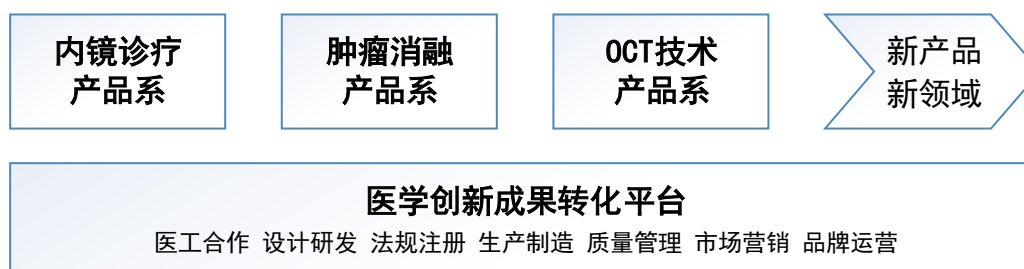 内镜诊疗
产品系
肿瘤消融
产品系
OCT技术
产品系
新产品
新领域
医学创新成果转化平台
医工合作 设计研发 法规注册 生产制造 质量管理 市场营销 品牌运营